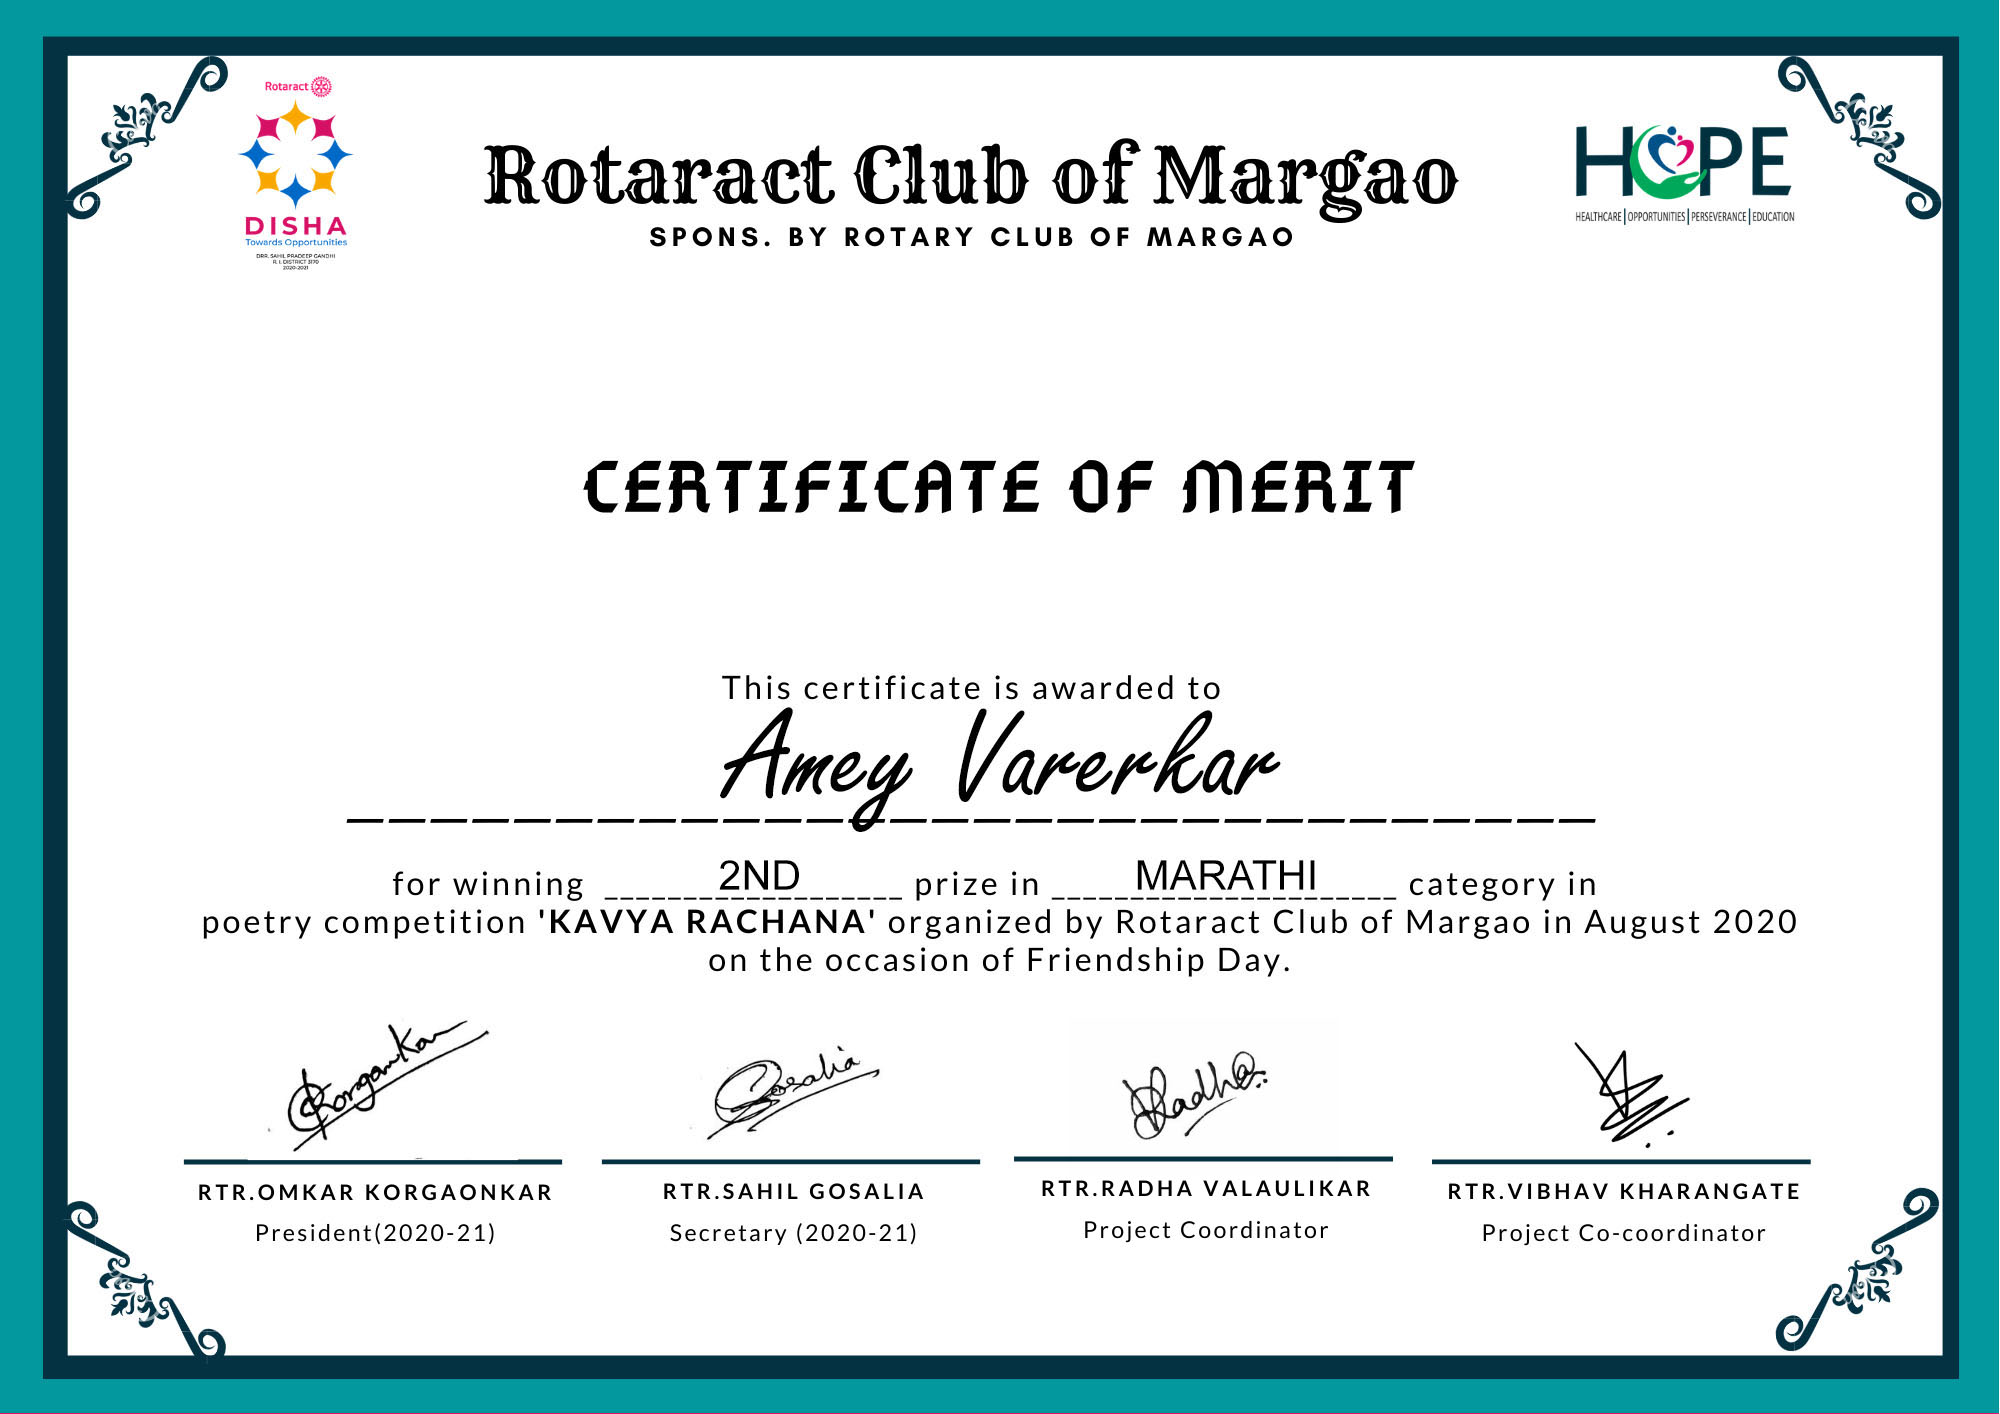 Rotaract
DISHA
Towards Opportunities
DRR. SAHIL PRADEEP GANDHI
R. I. DISTRICT 3170
2020-2021
Rotaract Club of Margao
SPONS. BY ROTARY CLUB OF MARGAO
HOPE
HEALTHCARE | OPPORTUNITIES | PERSEVERANCE | EDUCATION
CERTIFICATE OF MERIT
This certificate is awarded to
Amey Varerkar
for winning 2ND prize in MARATHI category in
poetry competition 'KAVYA RACHANA' organized by Rotaract Club of Margao in August 2020
on the occasion of Friendship Day.
Korgaonkar
Gosalia
Radha
RTR.OMKAR KORGAONKAR
President(2020-21)
RTR.SAHIL GOSALIA
Secretary (2020-21)
RTR.RADHA VALAULIKAR
Project Coordinator
RTR.VIBHAV KHARANGATE
Project Co-coordinator